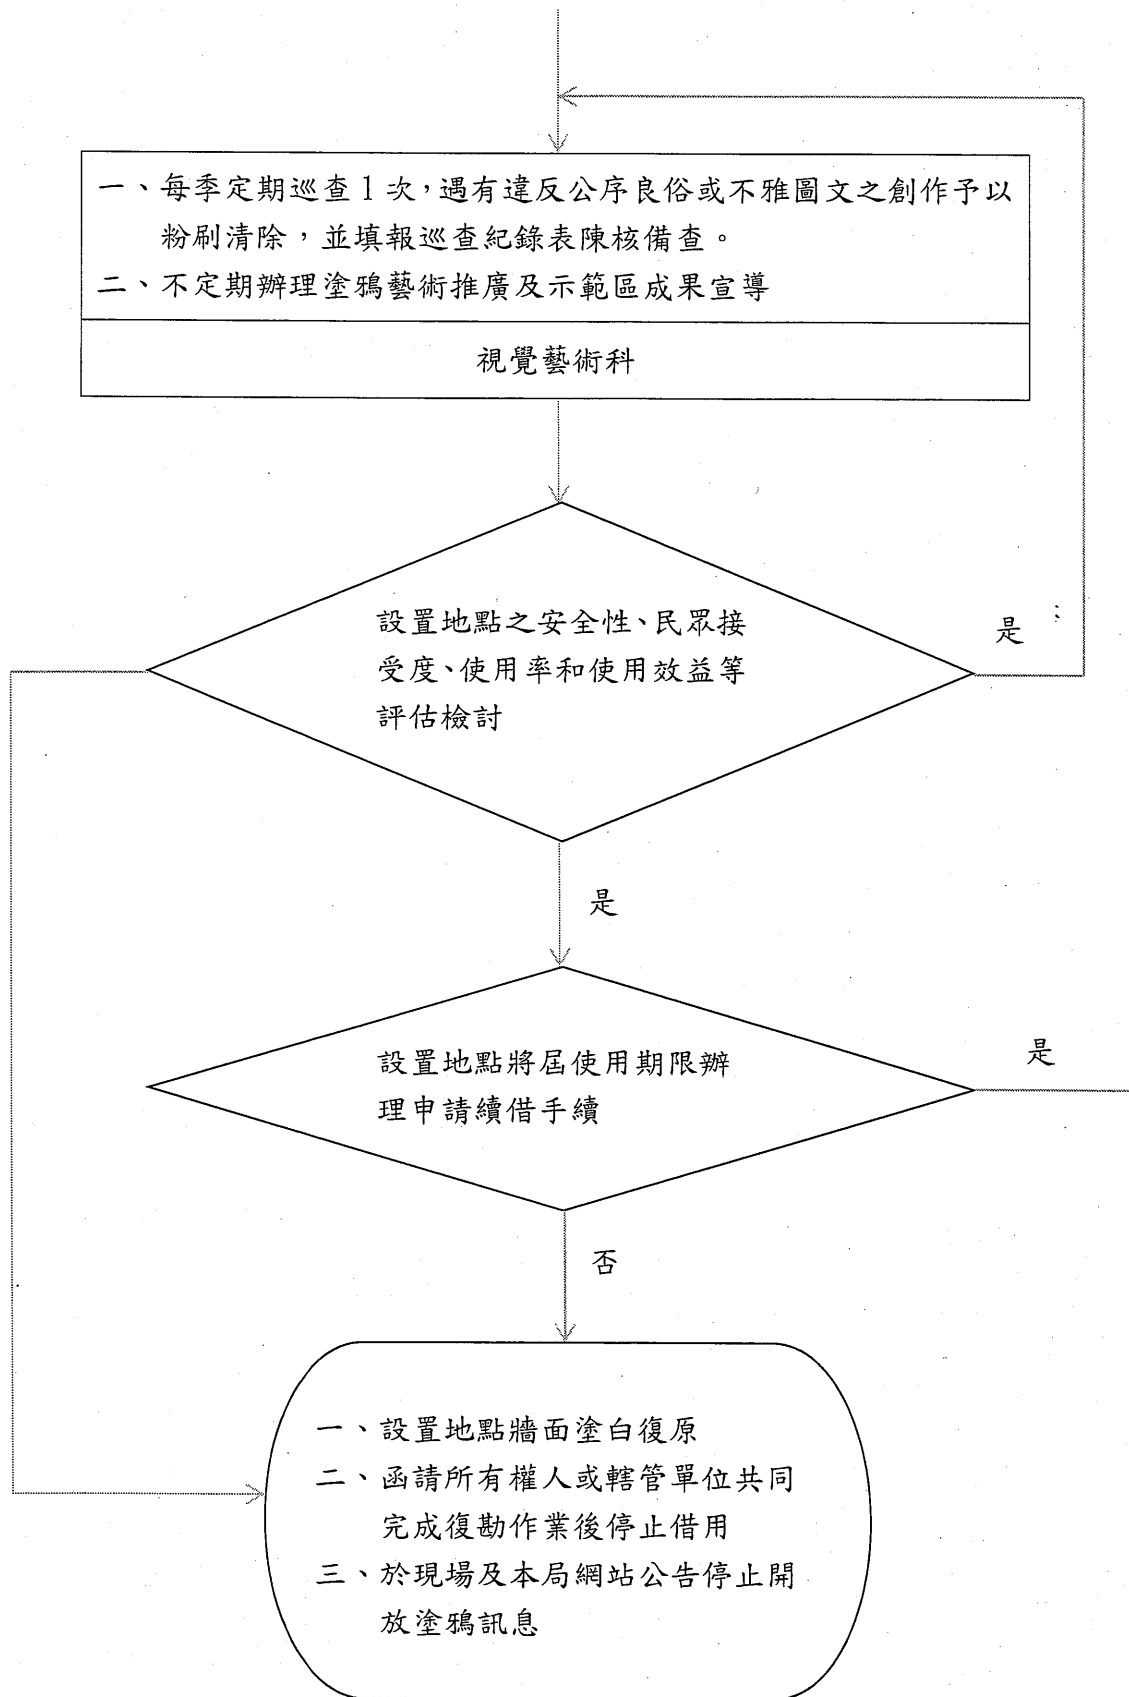 一、每季定期巡查1次，遇有違反公序良俗或不雅圖文之創作予以
粉刷清除，並填報巡查紀錄表陳核備查。
二、不定期辦理塗鴉藝術推廣及示範區成果宣導
視覺藝術科
設置地點之安全性、民眾接
受度、使用率和使用效益等
評估檢討
是
是
設置地點將屆使用期限辦
理申請續借手續
是
否
一、設置地點牆面塗白復原
二、函請所有權人或轄管單位共同
完成復勘作業後停止借用
三、於現場及本局網站公告停止開
放塗鴉訊息